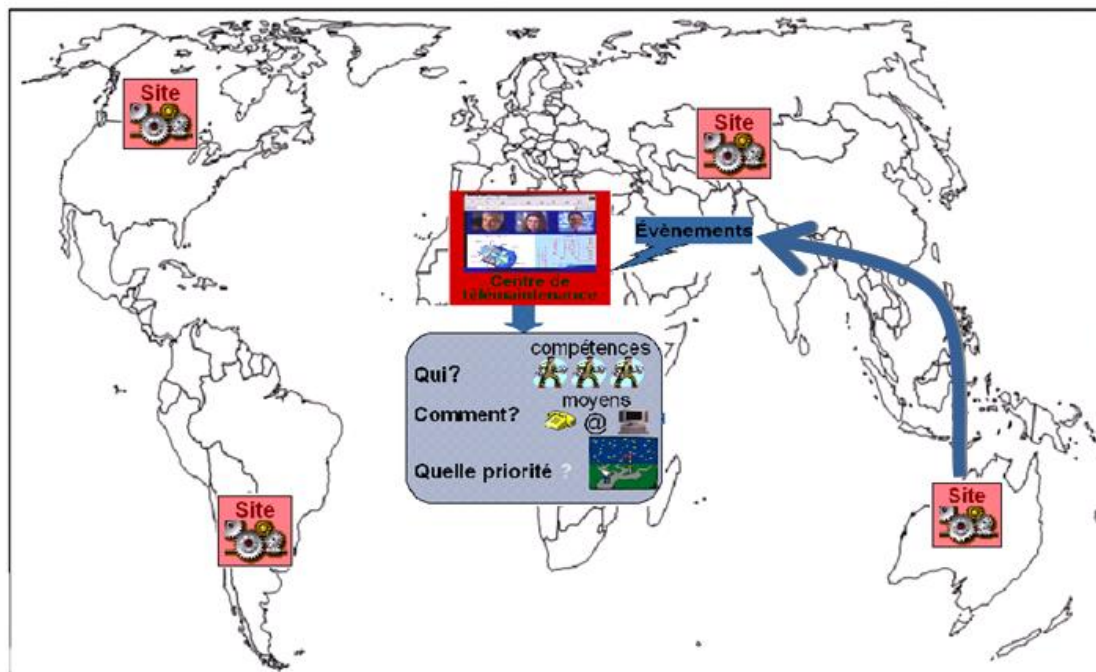 Site
Site
Évènements
Centre de
télémaintenance
compétences
Qui?
moyens
Comment?
@
Quelle priorité ?
Site
Site